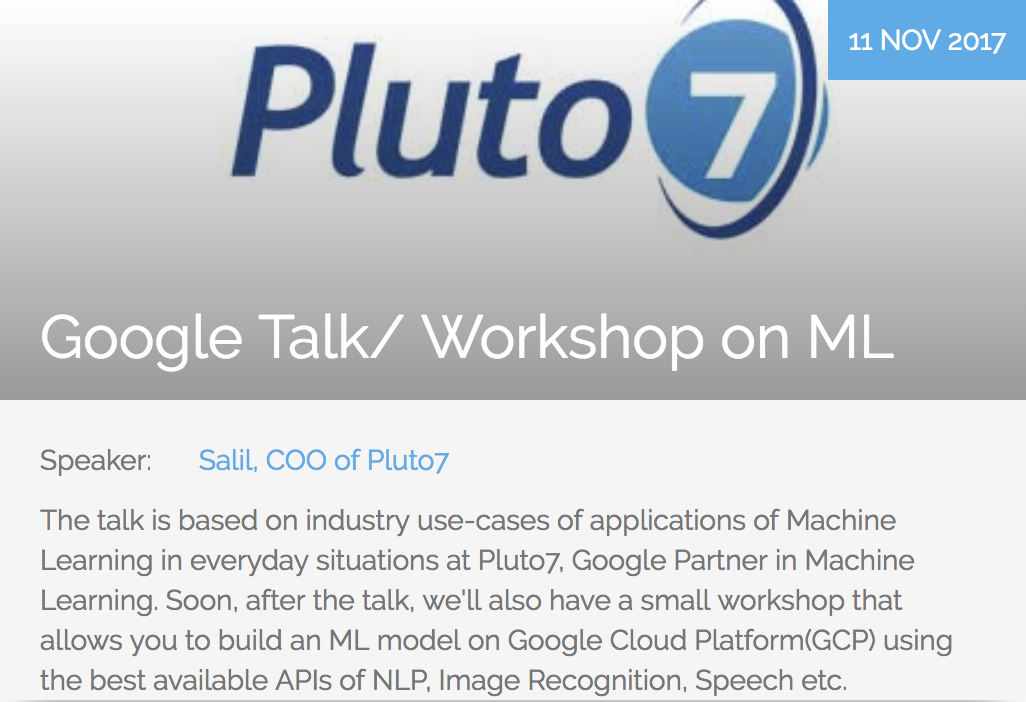 Pluto 7
11 NOV 2017
Google Talk/ Workshop on ML
Speaker: Salil, COO of Pluto7
The talk is based on industry use-cases of applications of Machine
Learning in everyday situations at Pluto7, Google Partner in Machine
Learning. Soon, after the talk, we'll also have a small workshop that
allows you to build an ML model on Google Cloud Platform(GCP) using
the best available APIs of NLP, Image Recognition, Speech etc.